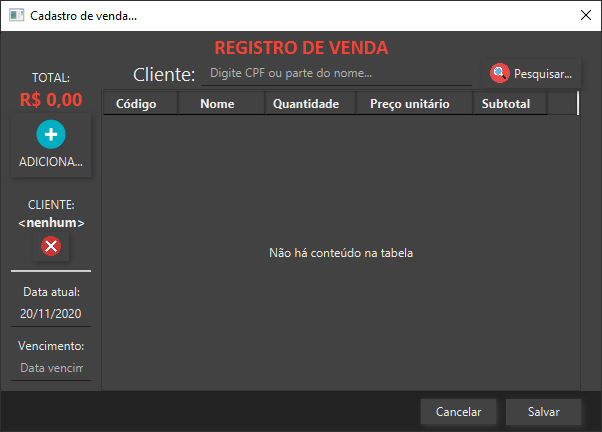 Cadastro de venda...
REGISTRO DE VENDA
Cliente: Digite CPF ou parte do nome... Pesquisar...
TOTAL:
R$ 0,00
ADICIONA...
CLIENTE:
<nenhum>
Data atual:
20/11/2020
Vencimento:
Data vencim
Código Nome Quantidade Preço unitário Subtotal
Não há conteúdo na tabela
Cancelar Salvar